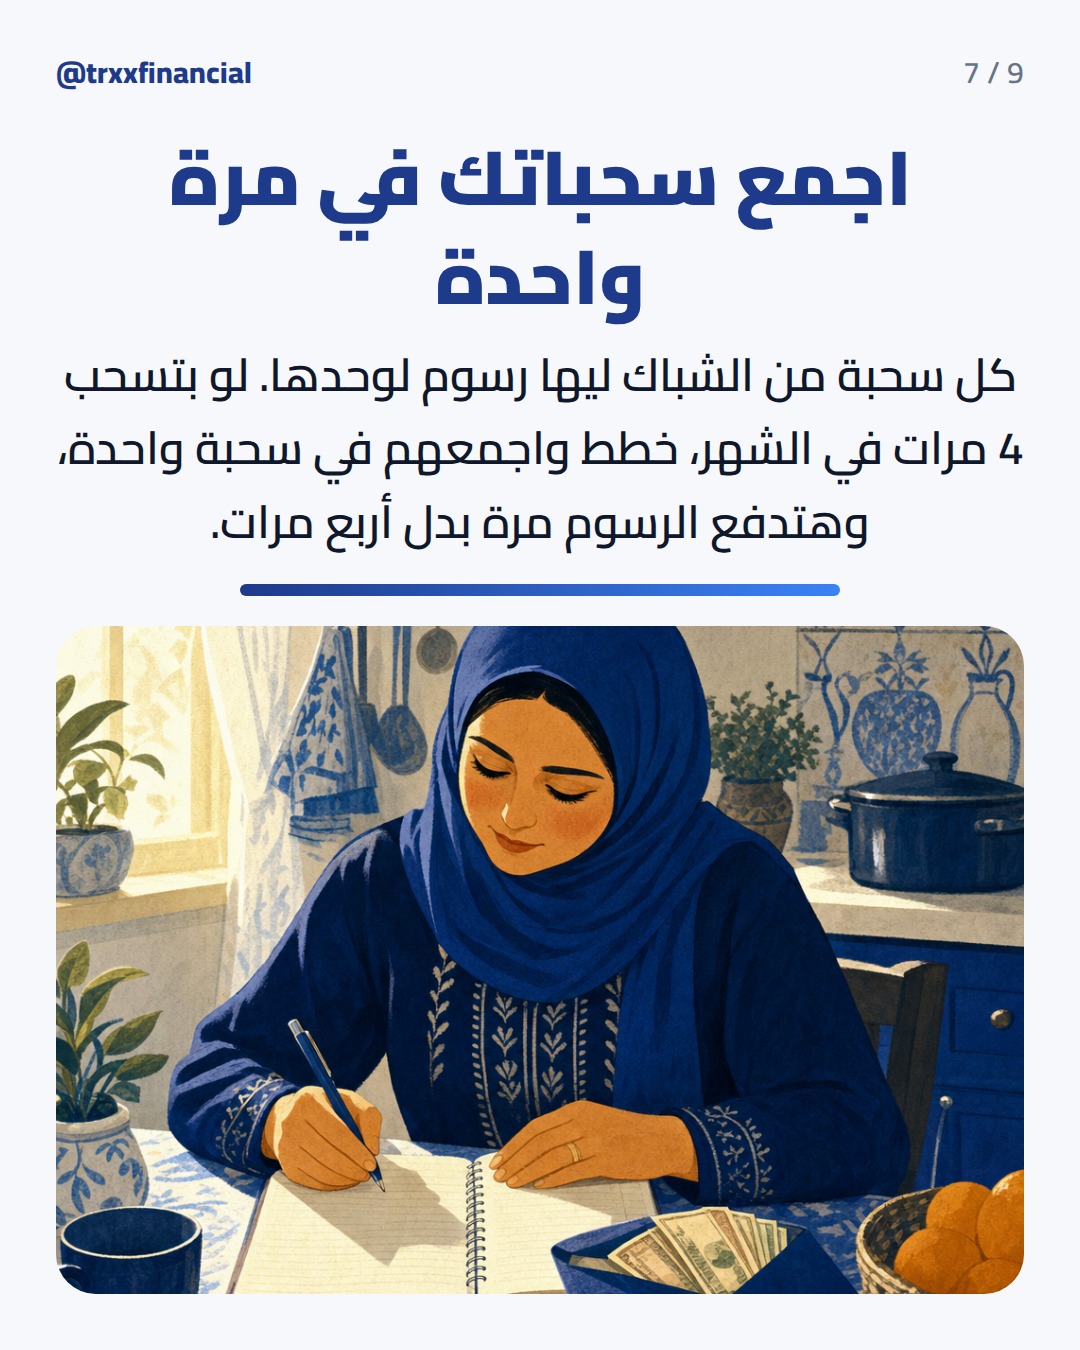 @trxxfinancial
7 / 9
اجمع سحباتك في مرة
واحدة
كل سحبة من الشباك ليها رسوم لوحدها. لو بتسحب
4 مرات في الشهر، خطط واجمعهم في سحبة واحدة،
وهتدفع الرسوم مرة بدل أربع مرات.